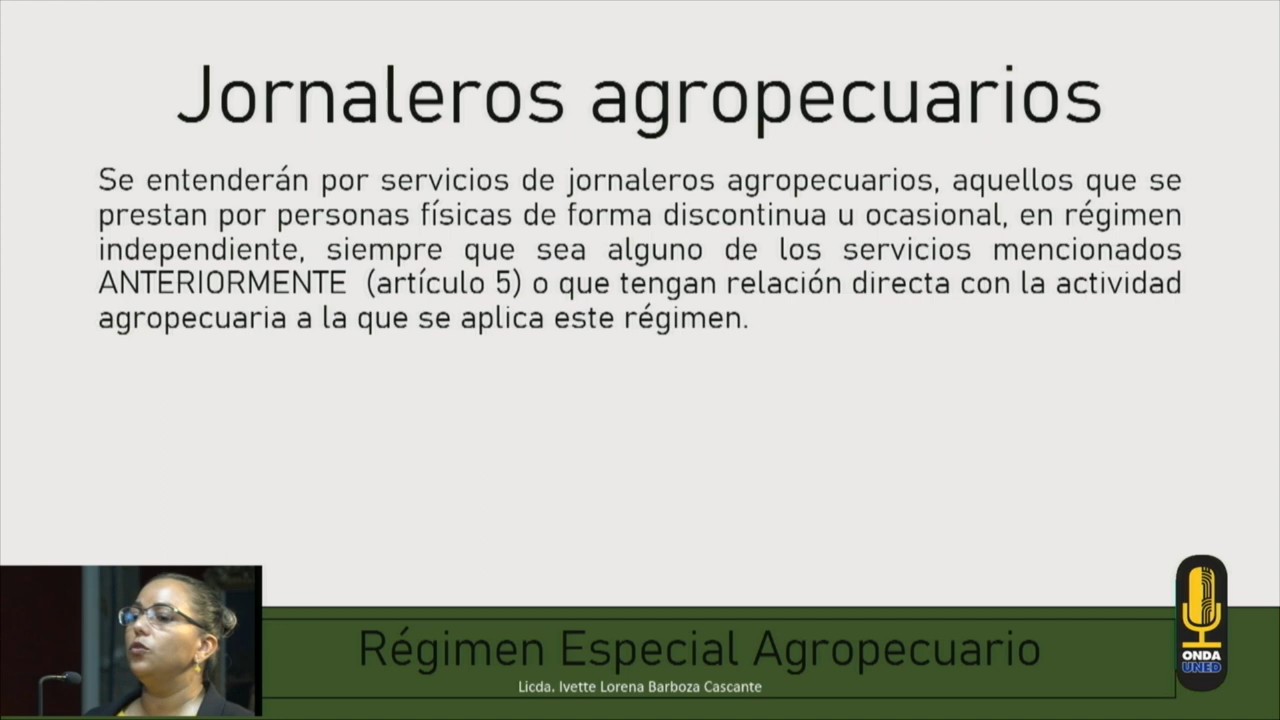 Jornaleros agropecuarios
Se entenderán por servicios de jornaleros agropecuarios, aquellos que se
prestan por personas físicas de forma discontinua u ocasional, en régimen
independiente, siempre que sea alguno de los servicios mencionados
ANTERIORMENTE (artículo 5) o que tengan relación directa con la actividad
agropecuaria a la que se aplica este régimen.
Régimen Especial Agropecuario
Licda. Ivette Lorena Barboza Cascante
ONDA
UNED